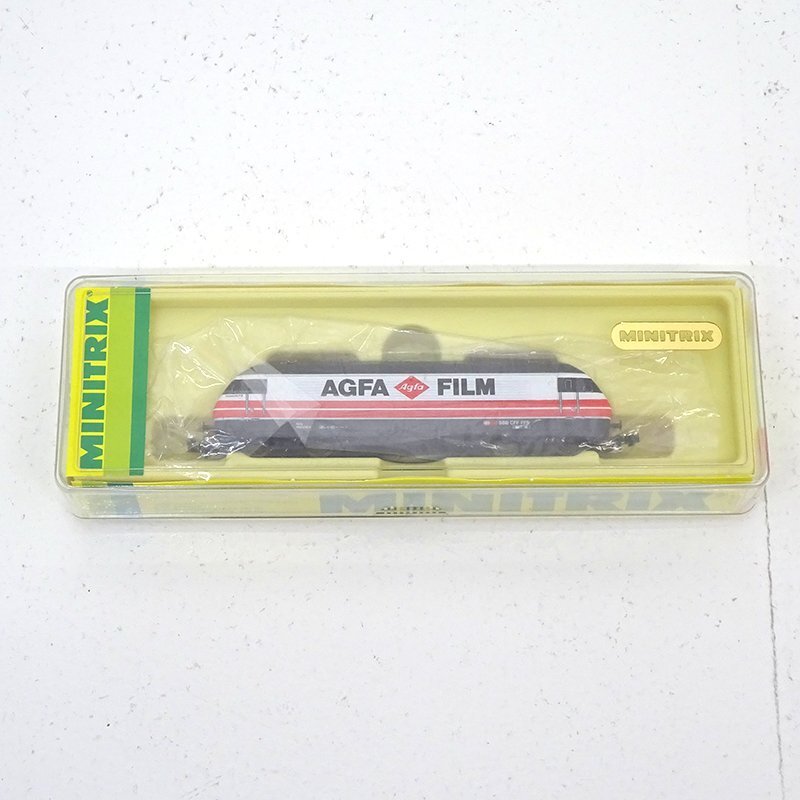 MINITRIX®
MINITRIX
AGFA Agfa FILM
SBB CFF FFS
MINITRIX